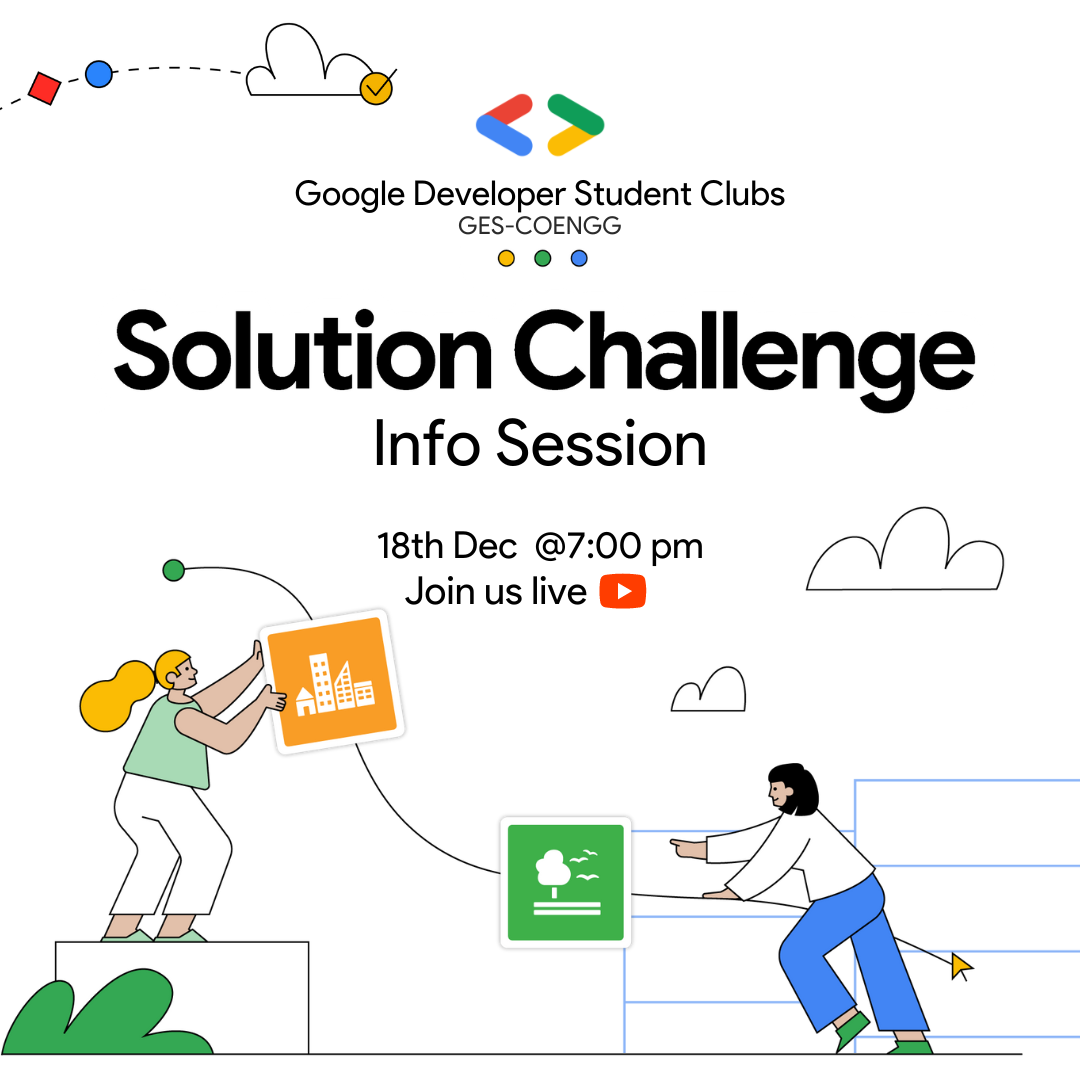 Google Developer Student Clubs
GES-COENGG
Solution Challenge
Info Session
18th Dec @7:00 pm
Join us live